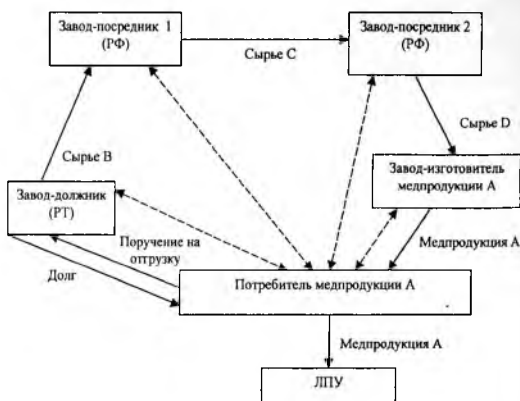 Завод-посредник 1
(РФ)
Завод-посредник 2
(РФ)
Сырье С
Сырье В
Сырье D
Завод-должник
(РТ)
Завод-изготовитель
медпродукции А
Поручение на
отгрузку
Долг
Медпродукция А
Потребитель медпродукции А
Медпродукция А
ЛПУ